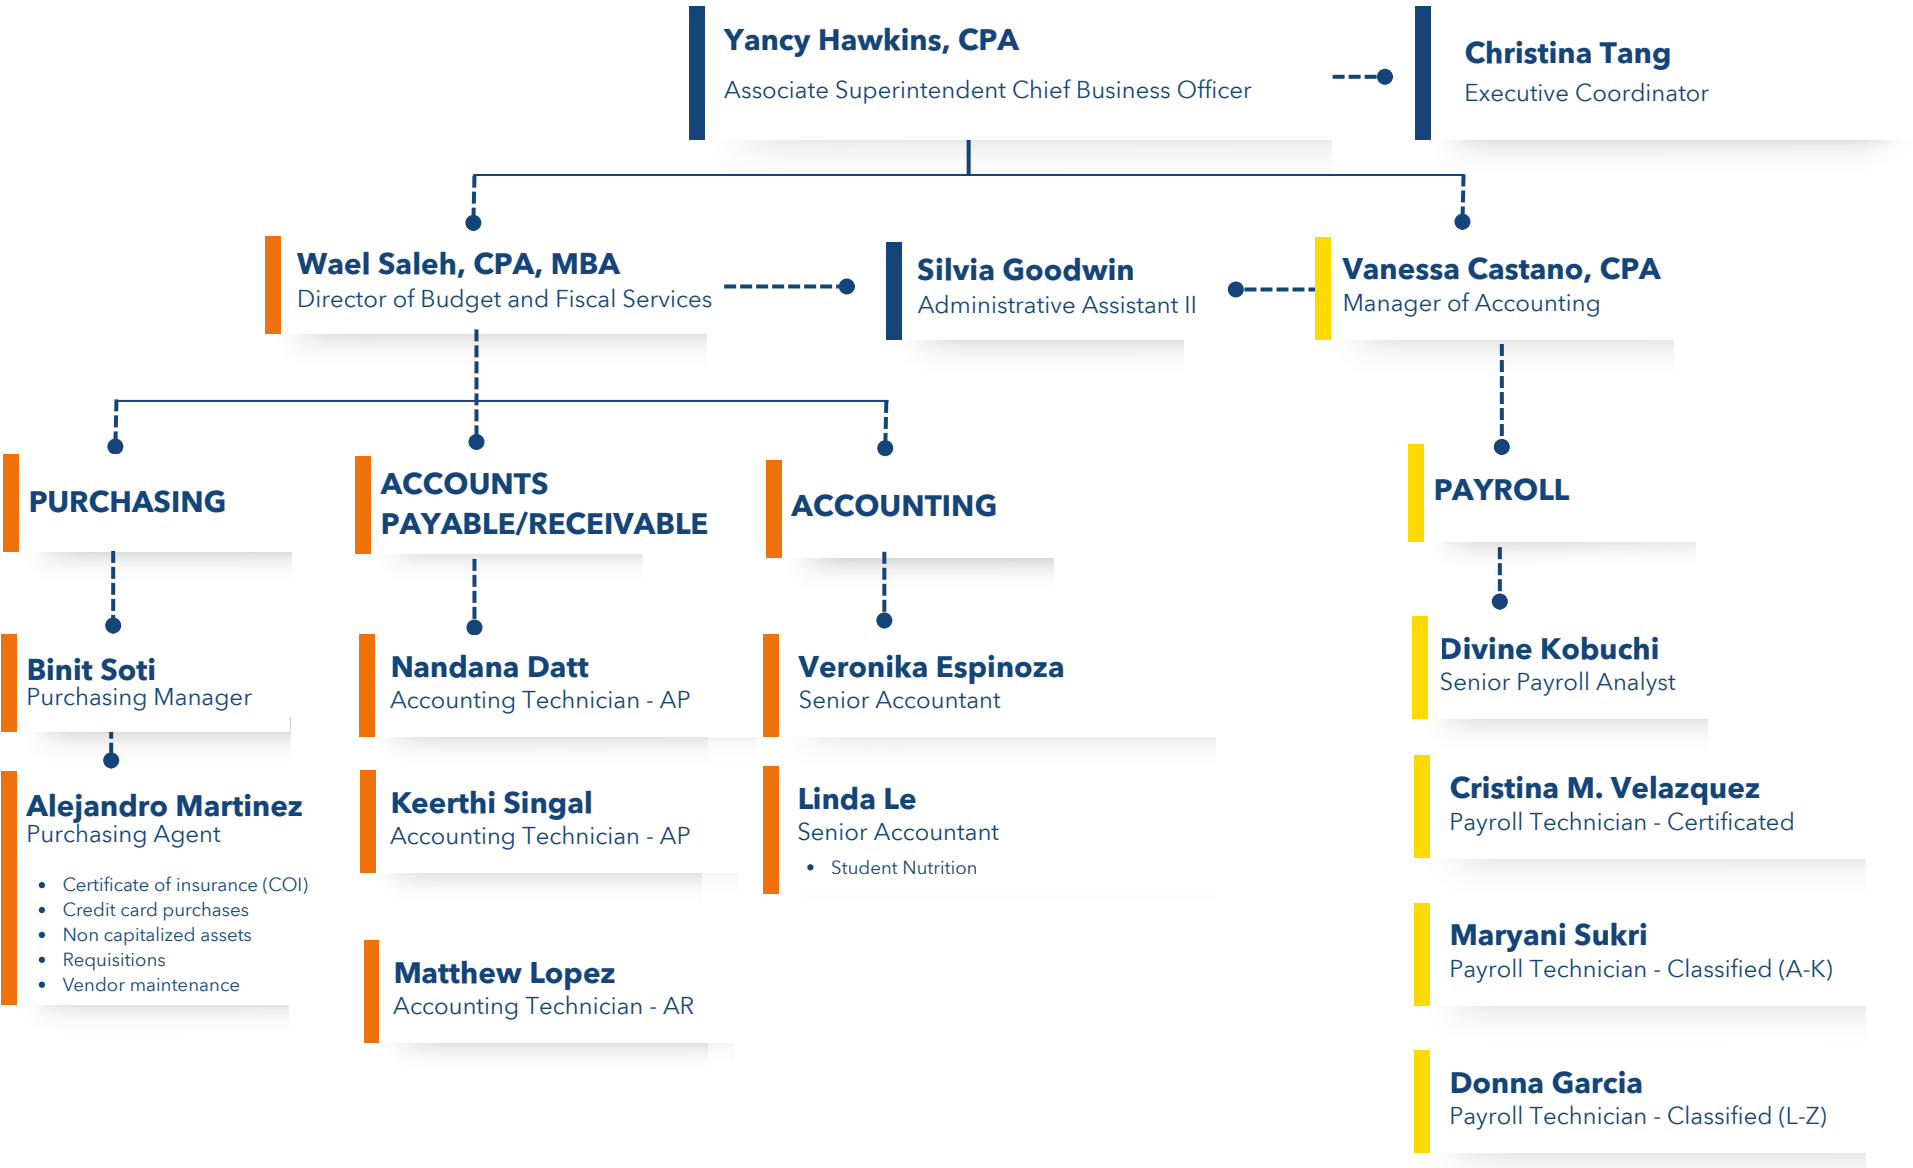 Yancy Hawkins, CPA
Associate Superintendent Chief Business Officer
Christina Tang
Executive Coordinator
Wael Saleh, CPA, MBA
Director of Budget and Fiscal Services
Silvia Goodwin
Administrative Assistant II
Vanessa Castano, CPA
Manager of Accounting
PURCHASING
ACCOUNTS
PAYABLE/RECEIVABLE
ACCOUNTING
PAYROLL
Binit Soti
Purchasing Manager
Alejandro Martinez
Purchasing Agent
• Certificate of insurance (COI)
• Credit card purchases
• Non capitalized assets
• Requisitions
• Vendor maintenance
Nandana Datt
Accounting Technician - AP
Keerthi Singal
Accounting Technician - AP
Matthew Lopez
Accounting Technician - AR
Veronika Espinoza
Senior Accountant
Linda Le
Senior Accountant
• Student Nutrition
Divine Kobuchi
Senior Payroll Analyst
Cristina M. Velazquez
Payroll Technician - Certificated
Maryani Sukri
Payroll Technician - Classified (A-K)
Donna Garcia
Payroll Technician - Classified (L-Z)